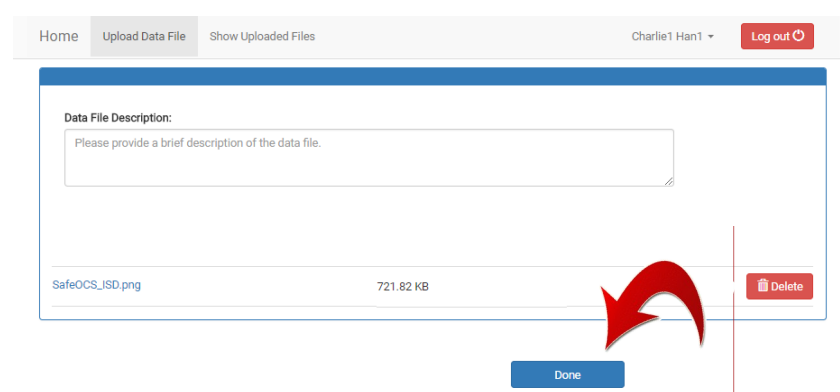 Home Upload Data File Show Uploaded Files Charlie1 Han1 Log out
Data File Description:
Please provide a brief description of the data file.
SafeOCS_ISD.png 721.82 KB Delete
Done